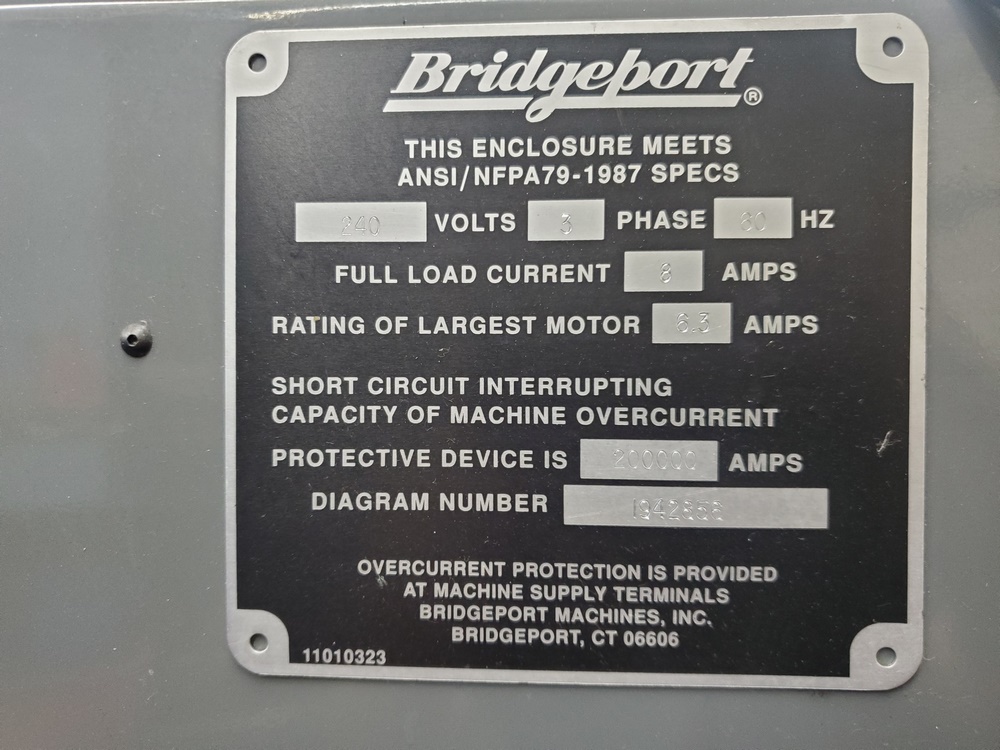 Bridgeport®
THIS ENCLOSURE MEETS
ANSI/NFPA79-1987 SPECS
240 VOLTS 3 PHASE 60 HZ
FULL LOAD CURRENT 8 AMPS
RATING OF LARGEST MOTOR 6.3 AMPS
SHORT CIRCUIT INTERRUPTING
CAPACITY OF MACHINE OVERCURRENT
PROTECTIVE DEVICE IS 200000 AMPS
DIAGRAM NUMBER
OVERCURRENT PROTECTION IS PROVIDED
AT MACHINE SUPPLY TERMINALS
BRIDGEPORT MACHINES, INC.
BRIDGEPORT, CT 06606
11010323